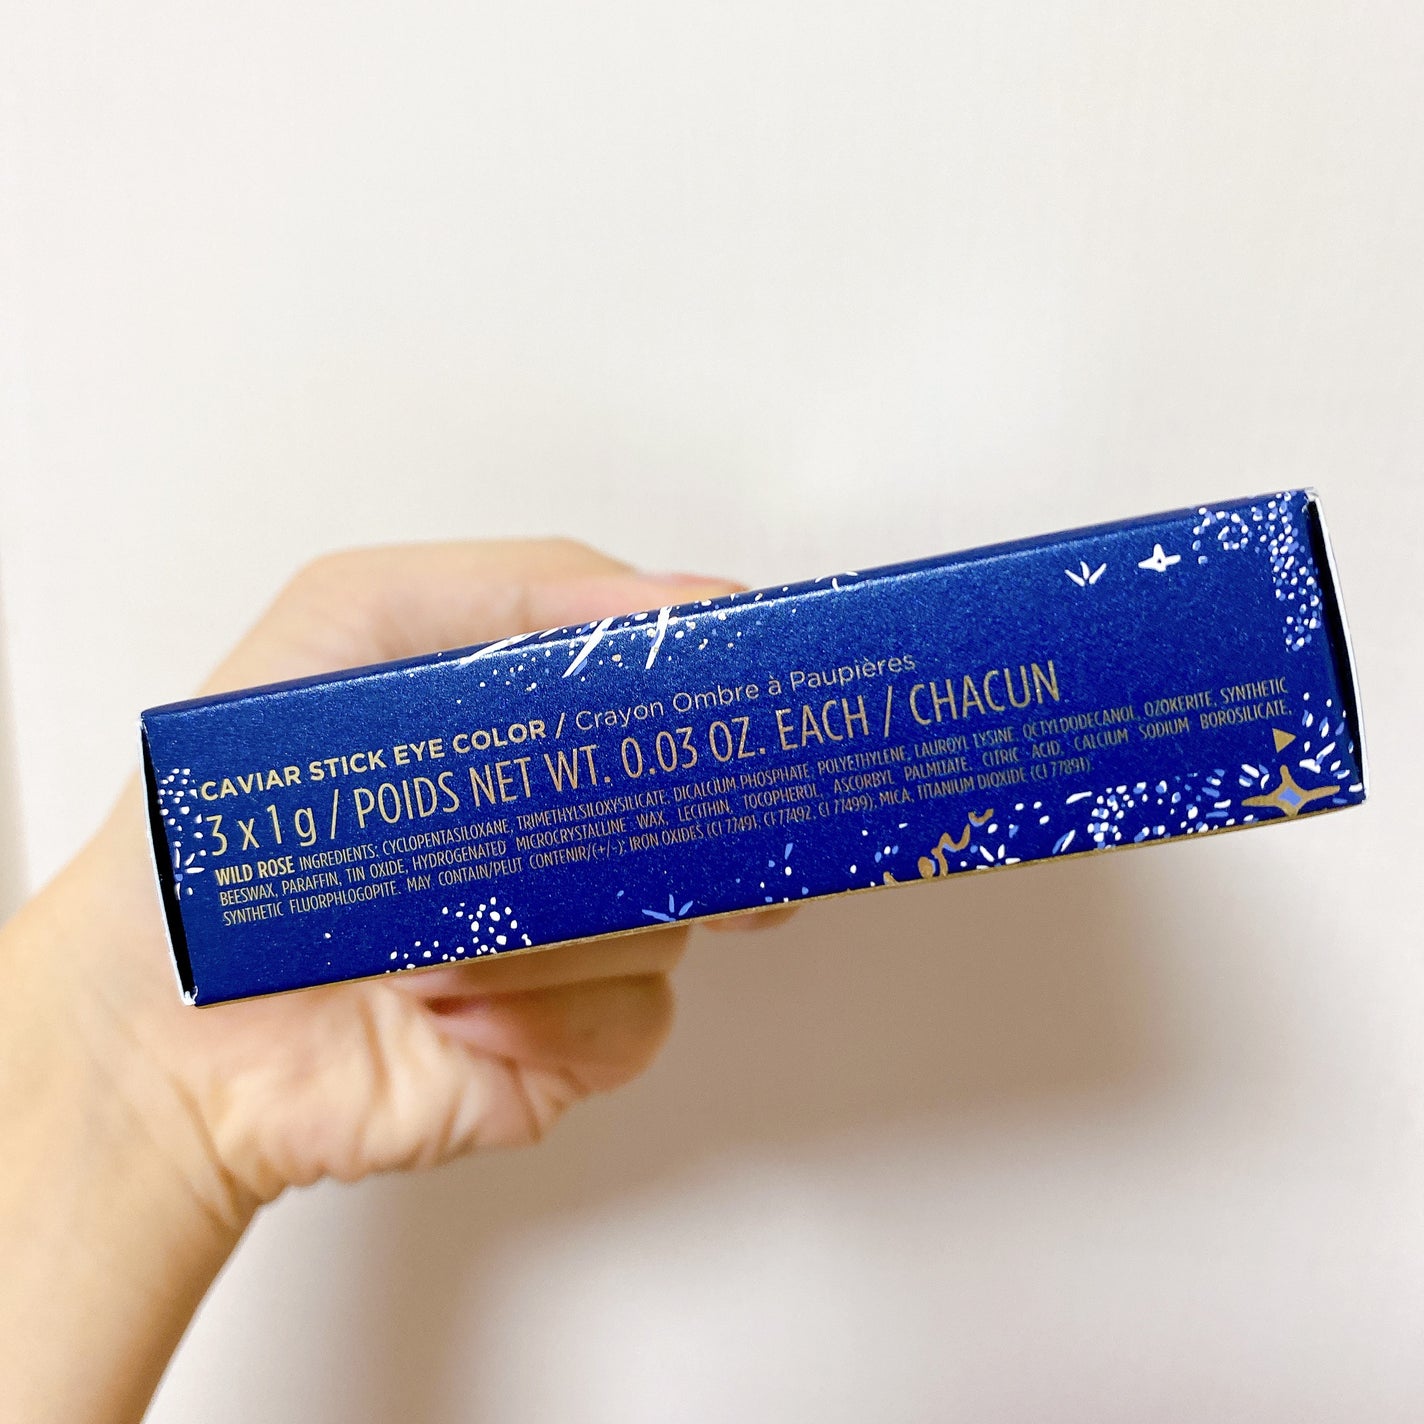 CAVIAR STICK EYE COLOR / Crayon Ombre à Paupières
3 x 1 g / POIDS NET WT. 0.03 OZ. EACH / CHACUN
WILD ROSE INGREDIENTS: CYCLOPENTASILOXANE, TRIMETHYLSILOXYSILICATE, DICALCIUM PHOSPHATE, POLYETHYLENE, LAUROYL LYSINE, OCTYLDODECANOL, OZOKERITE, SYNTHETIC
BEESWAX, PARAFFIN, TIN OXIDE, HYDROGENATED MICROCRYSTALLINE WAX, LECITHIN, TOCOPHEROL, ASCORBYL PALMITATE, CITRIC ACID, CALCIUM SODIUM BOROSILICATE,
SYNTHETIC FLUORPHLOGOPITE. MAY CONTAIN/PEUT CONTENIR/(+/-): IRON OXIDES (CI 77491, CI 77492, CI 77499), MICA, TITANIUM DIOXIDE (CI 77891)